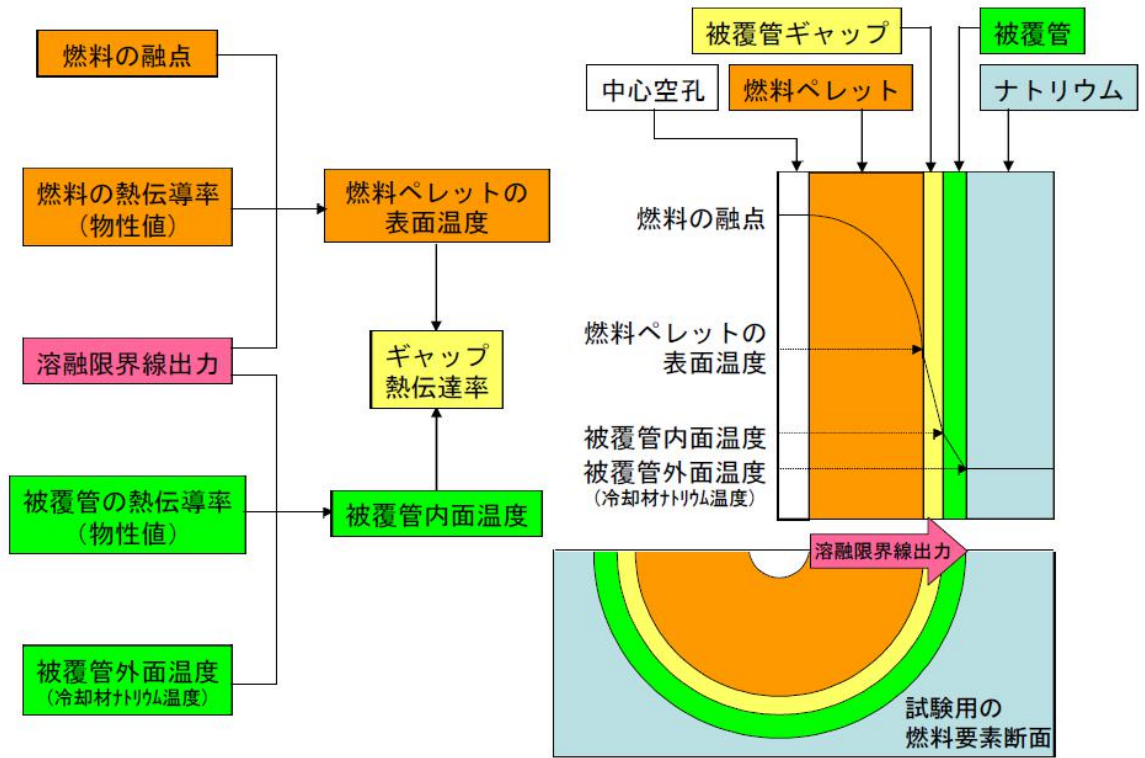 燃料の融点
燃料の熱伝導率
（物性値）
溶融限界線出力
被覆管の熱伝導率
（物性値）
被覆管外面温度
（冷却材ナトリウム温度）
燃料ペレットの
表面温度
ギャップ
熱伝達率
被覆管内面温度
被覆管ギャップ
被覆管
中心空孔
燃料ペレット
ナトリウム
燃料の融点
燃料ペレットの
表面温度
被覆管内面温度
被覆管外面温度
（冷却材ナトリウム温度）
溶融限界線出力
試験用の
燃料要素断面